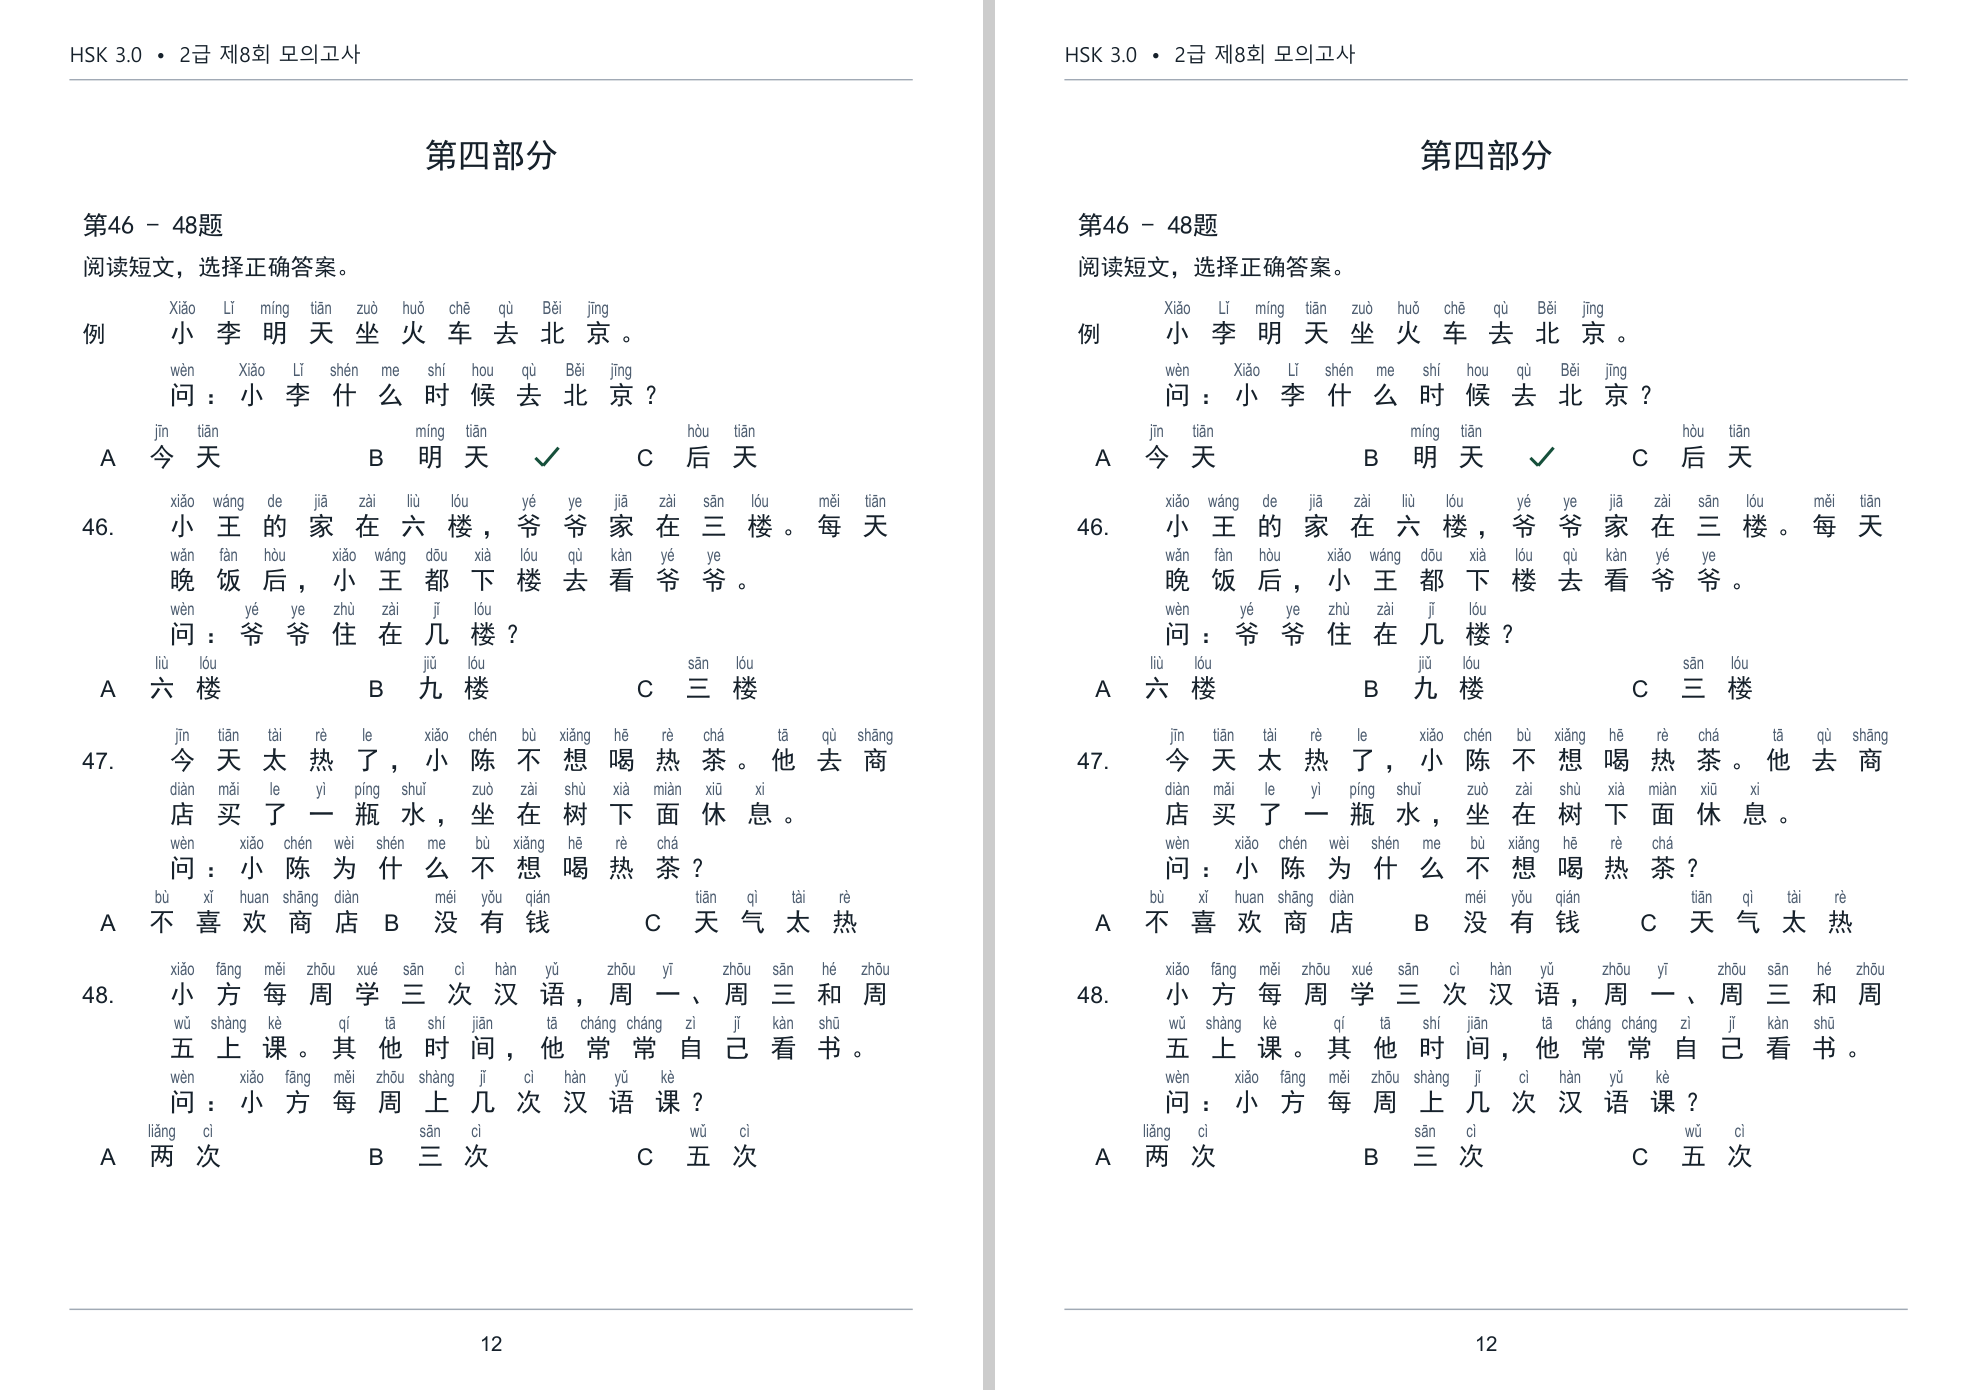 HSK 3.0 • 2급 제8회 모의고사
第四部分
第46 – 48题
阅读短文，选择正确答案。
Xiǎo Lǐ míng tiān zuò huǒ chē qù Běi jīng
例 小李明天坐火车去北京。
wèn Xiǎo Lǐ shén me shí hou qù Běi jīng
问：小李什么时候去北京？
jīn tiān míng tiān hòu tiān
A 今天 B 明天 ✓ C 后天
xiǎo wáng de jiā zài liù lóu yé ye jiā zài sān lóu měi tiān
46. 小王的家在六楼，爷爷家在三楼。每天
wǎn fàn hòu xiǎo wáng dōu xià lóu qù kàn yé ye
晚饭后，小王都下楼去看爷爷。
wèn yé ye zhù zài jǐ lóu
问：爷爷住在几楼？
liù lóu jiǔ lóu sān lóu
A 六楼 B 九楼 C 三楼
jīn tiān tài rè le xiǎo chén bù xiǎng hē rè chá tā qù shāng
47. 今天太热了，小陈不想喝热茶。他去商
diàn mǎi le yì píng shuǐ zuò zài shù xià miàn xiū xi
店买了一瓶水，坐在树下面休息。
wèn xiǎo chén wèi shén me bù xiǎng hē rè chá
问：小陈为什么不想喝热茶？
bù xǐ huan shāng diàn méi yǒu qián tiān qì tài rè
A 不喜欢商店 B 没有钱 C 天气太热
xiǎo fāng měi zhōu xué sān cì hàn yǔ zhōu yī zhōu sān hé zhōu
48. 小方每周学三次汉语，周一、周三和周
wǔ shàng kè qí tā shí jiān tā cháng cháng zì jǐ kàn shū
五上课。其他时间，他常常自己看书。
wèn xiǎo fāng měi zhōu shàng jǐ cì hàn yǔ kè
问：小方每周上几次汉语课？
liǎng cì sān cì wǔ cì
A 两次 B 三次 C 五次
12
HSK 3.0 • 2급 제8회 모의고사
第四部分
第46 – 48题
阅读短文，选择正确答案。
Xiǎo Lǐ míng tiān zuò huǒ chē qù Běi jīng
例 小李明天坐火车去北京。
wèn Xiǎo Lǐ shén me shí hou qù Běi jīng
问：小李什么时候去北京？
jīn tiān míng tiān hòu tiān
A 今天 B 明天 ✓ C 后天
xiǎo wáng de jiā zài liù lóu yé ye jiā zài sān lóu měi tiān
46. 小王的家在六楼，爷爷家在三楼。每天
wǎn fàn hòu xiǎo wáng dōu xià lóu qù kàn yé ye
晚饭后，小王都下楼去看爷爷。
wèn yé ye zhù zài jǐ lóu
问：爷爷住在几楼？
liù lóu jiǔ lóu sān lóu
A 六楼 B 九楼 C 三楼
jīn tiān tài rè le xiǎo chén bù xiǎng hē rè chá tā qù shāng
47. 今天太热了，小陈不想喝热茶。他去商
diàn mǎi le yì píng shuǐ zuò zài shù xià miàn xiū xi
店买了一瓶水，坐在树下面休息。
wèn xiǎo chén wèi shén me bù xiǎng hē rè chá
问：小陈为什么不想喝热茶？
bù xǐ huan shāng diàn méi yǒu qián tiān qì tài rè
A 不喜欢商店 B 没有钱 C 天气太热
xiǎo fāng měi zhōu xué sān cì hàn yǔ zhōu yī zhōu sān hé zhōu
48. 小方每周学三次汉语，周一、周三和周
wǔ shàng kè qí tā shí jiān tā cháng cháng zì jǐ kàn shū
五上课。其他时间，他常常自己看书。
wèn xiǎo fāng měi zhōu shàng jǐ cì hàn yǔ kè
问：小方每周上几次汉语课？
liǎng cì sān cì wǔ cì
A 两次 B 三次 C 五次
12